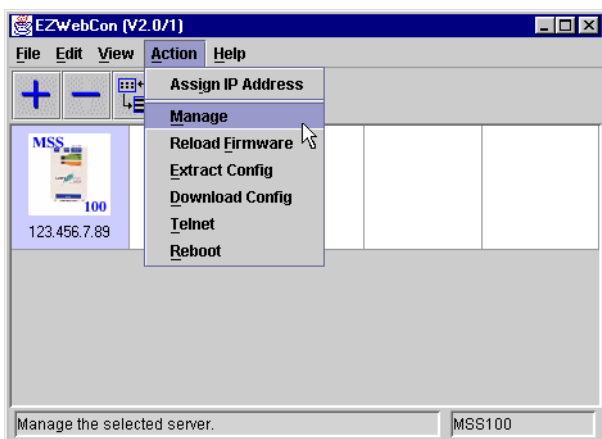 EZWebCon (V2.0/1)
File Edit View Action Help
Assign IP Address
Manage
Reload Firmware
Extract Config
Download Config
Telnet
Reboot
MSS
100
123.456.7.89
Manage the selected server.
MSS100